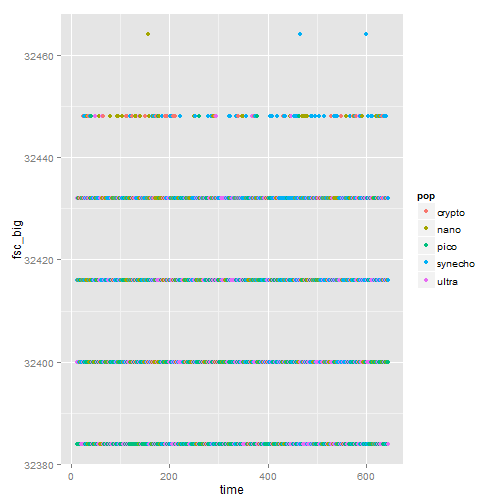 32460
32440
32420
32400
32380
fsc_big
0
200
400
600
time
pop
crypto
nano
pico
synecho
ultra